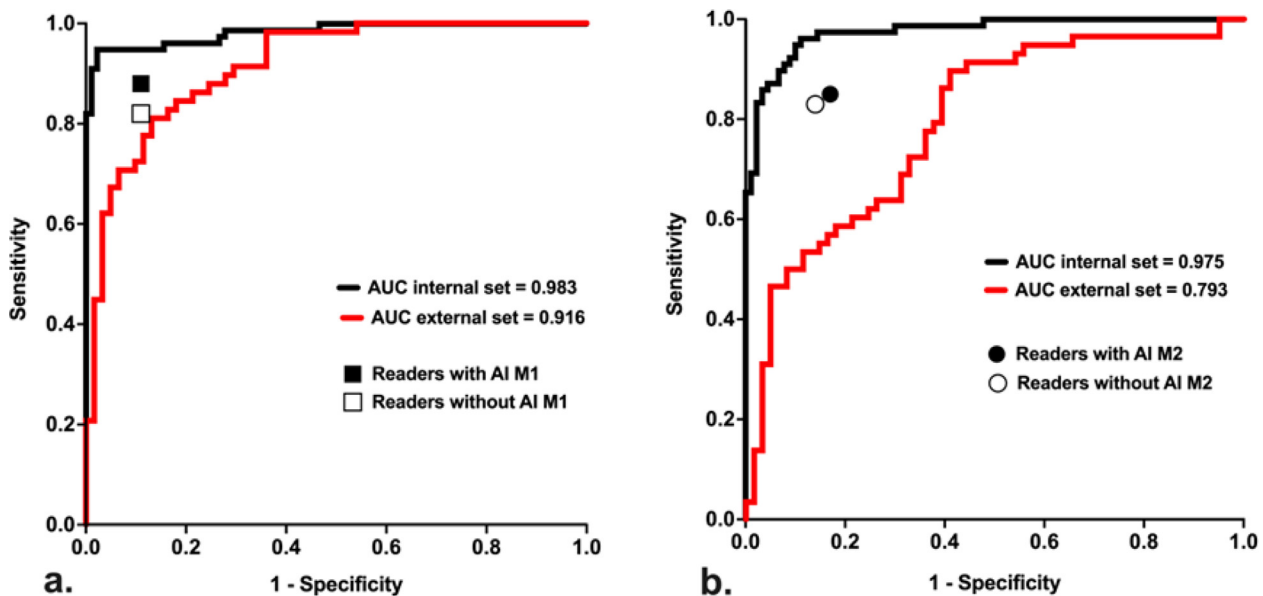 1.0
0.8
0.6
0.4
0.2
0.0
Sensitivity
AUC internal set = 0.983
AUC external set = 0.916
Readers with AI M1
Readers without AI M1
0.0 0.2 0.4 0.6 0.8 1.0
1 - Specificity
a.
1.0
0.8
0.6
0.4
0.2
0.0
Sensitivity
AUC internal set = 0.975
AUC external set = 0.793
Readers with AI M2
Readers without AI M2
0.0 0.2 0.4 0.6 0.8 1.0
1 - Specificity
b.